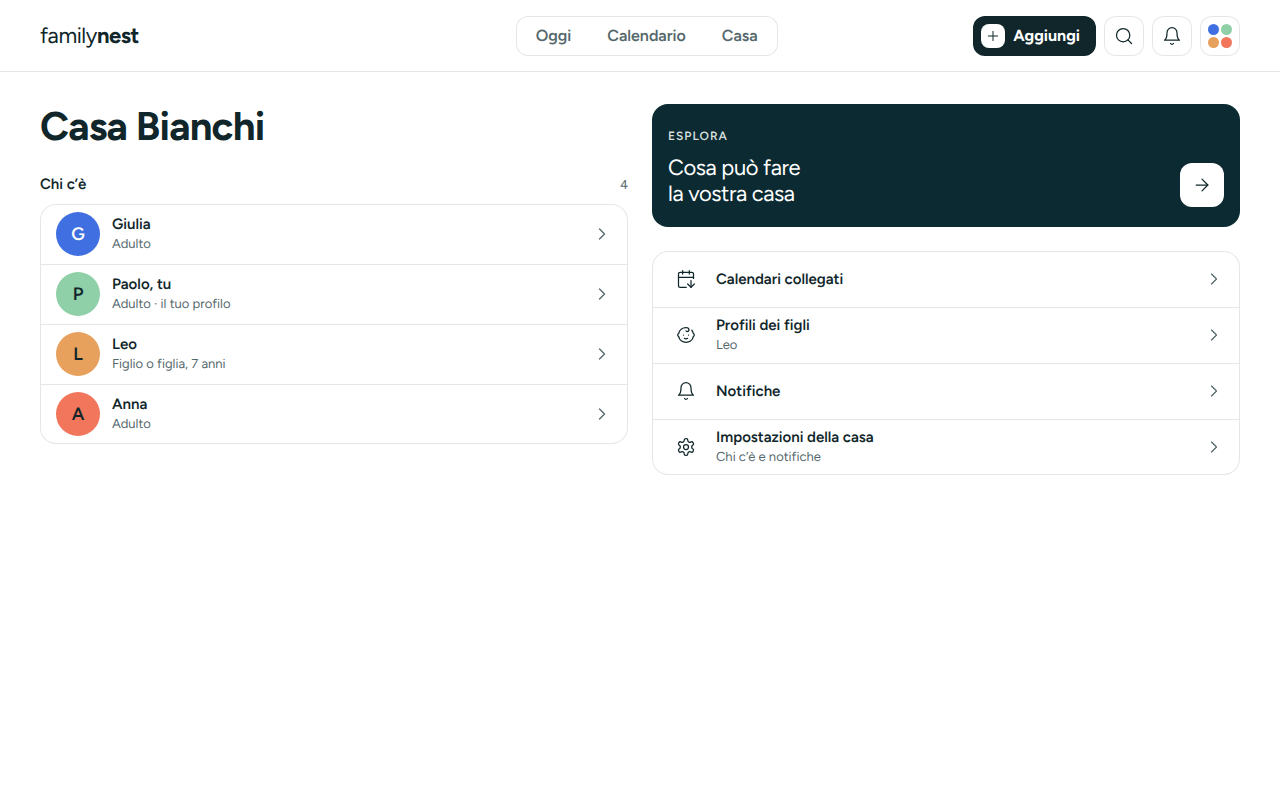 familynest
Oggi
Calendario
Casa
Aggiungi
Casa Bianchi
Chi c’è
4
G
Giulia
Adulto
P
Paolo, tu
Adulto · il tuo profilo
L
Leo
Figlio o figlia, 7 anni
A
Anna
Adulto
ESPLORA
Cosa può fare
la vostra casa
Calendari collegati
Profili dei figli
Leo
Notifiche
Impostazioni della casa
Chi c’è e notifiche